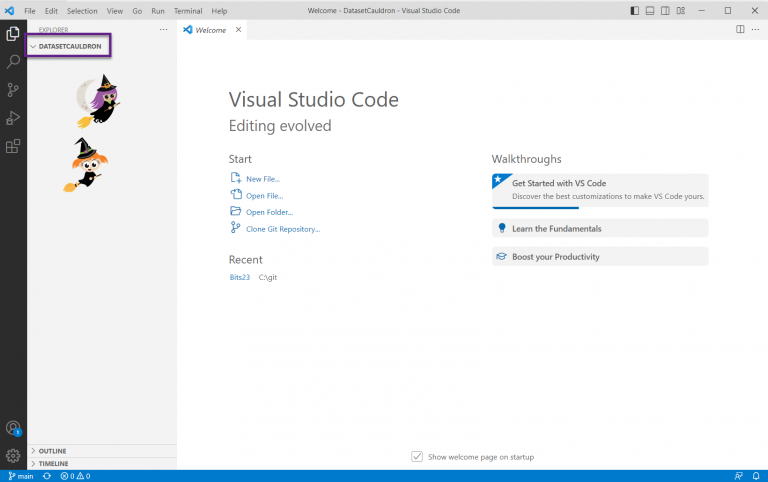 File Edit Selection View Go Run Terminal Help
Welcome - DatasetCauldron - Visual Studio Code
EXPLORER
Welcome
DATASETCAULDRON
Visual Studio Code
Editing evolved
Start
New File...
Open File...
Open Folder...
Clone Git Repository...
Recent
Bits23 C:\git
Walkthroughs
Get Started with VS Code
Discover the best customizations to make VS Code yours.
Learn the Fundamentals
Boost your Productivity
1
OUTLINE
TIMELINE
Show welcome page on startup
main 0 0